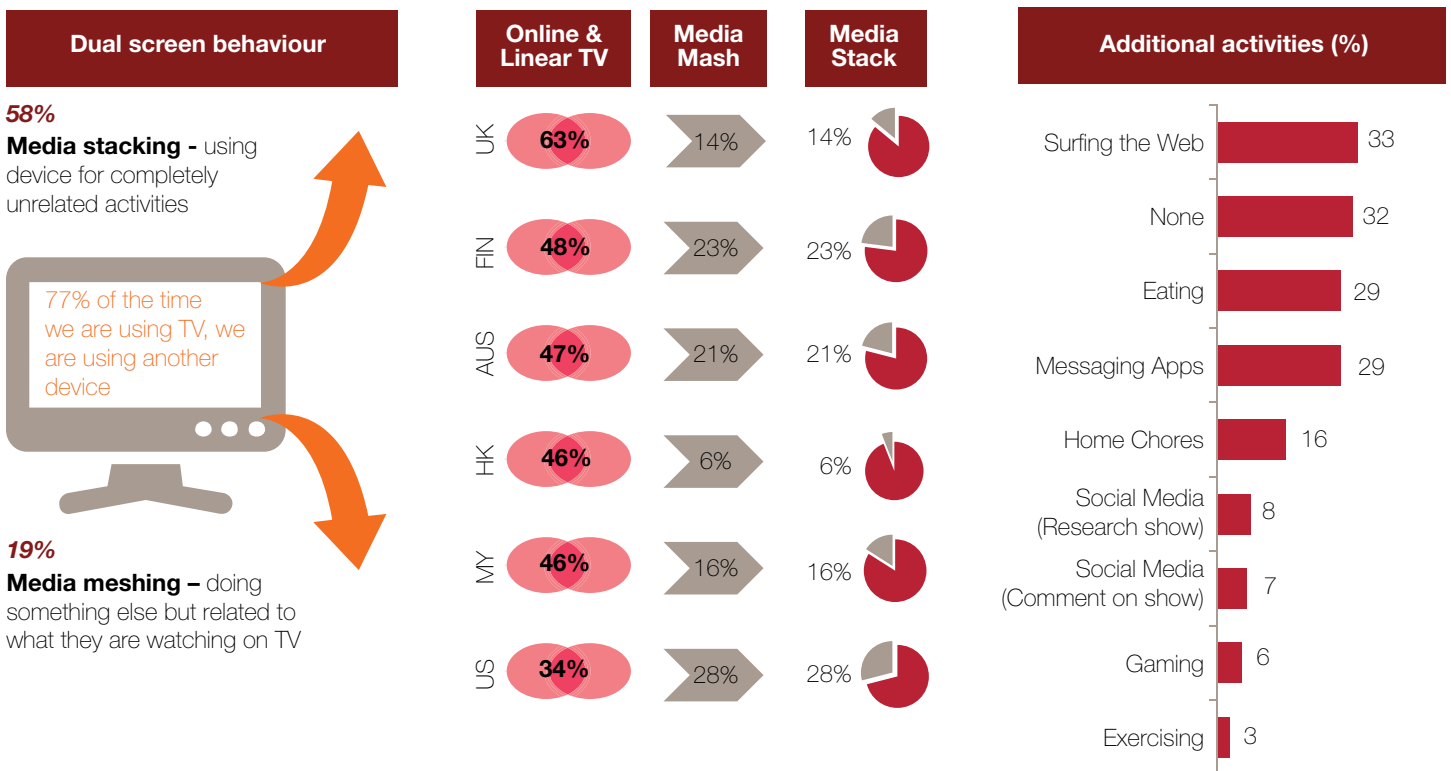 Dual screen behaviour
58%
Media stacking - using
device for completely
unrelated activities
77% of the time
we are using TV, we
are using another
device
19%
Media meshing – doing
something else but related to
what they are watching on TV
Online &
Linear TV
Media
Mash
Media
Stack
UK 63% 14% 14%
FIN 48% 23% 23%
AUS 47% 21% 21%
HK 46% 6% 6%
MY 46% 16% 16%
US 34% 28% 28%
Additional activities (%)
Surfing the Web 33
None 32
Eating 29
Messaging Apps 29
Home Chores 16
Social Media
(Research show) 8
Social Media
(Comment on show) 7
Gaming 6
Exercising 3